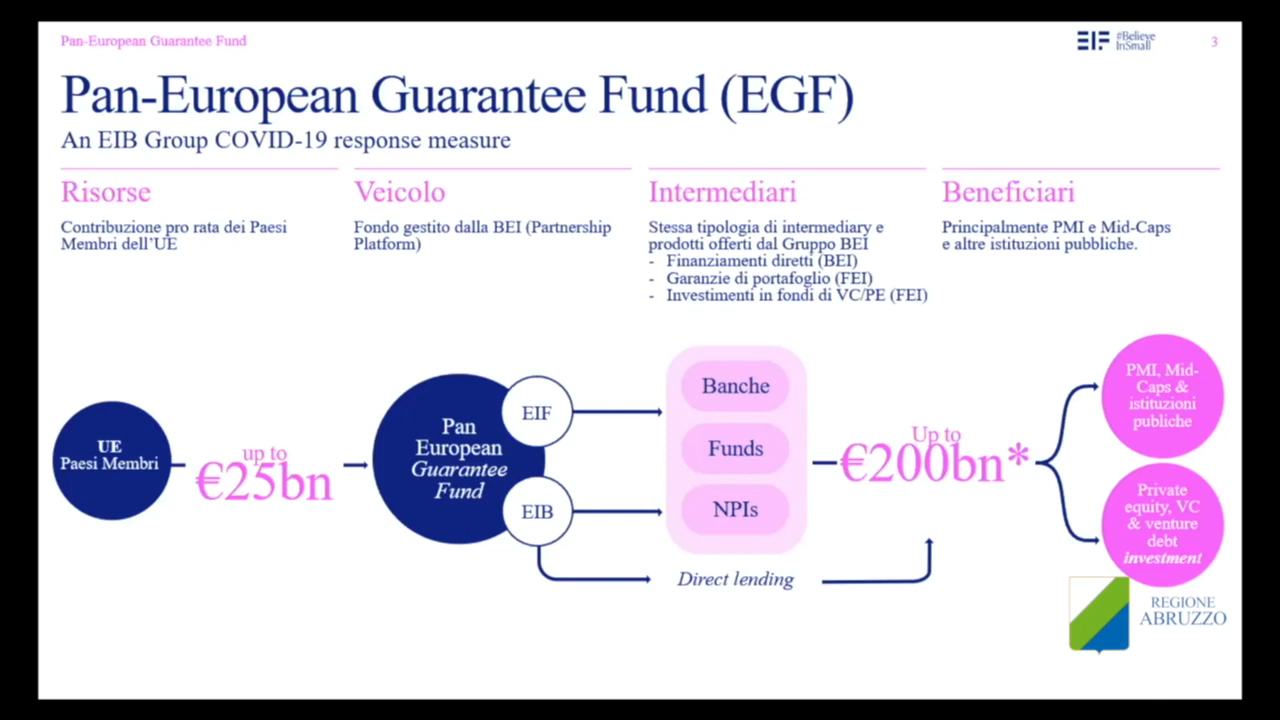 Pan-European Guarantee Fund
EIF #Believe
InSmall
3
Pan-European Guarantee Fund (EGF)
An EIB Group COVID-19 response measure
Risorse
Contribuzione pro rata dei Paesi
Membri dell'UE
Veicolo
Fondo gestito dalla BEI (Partnership
Platform)
Intermediari
Stessa tipologia di intermediary e
prodotti offerti dal Gruppo BEI
- Finanziamenti diretti (BEI)
- Garanzie di portafoglio (FEI)
- Investimenti in fondi di VC/PE (FEI)
Beneficiari
Principalmente PMI e Mid-Caps
e altre istituzioni pubbliche.
UE
Paesi Membri
up to
€25bn
Pan
European
Guarantee
Fund
EIF
EIB
Banche
Funds
NPIs
Direct lending
Up to
€200bn*
PMI, Mid-
Caps &
istituzioni
publiche
Private
equity, VC
& venture
debt
investment
REGIONE
ABRUZZO